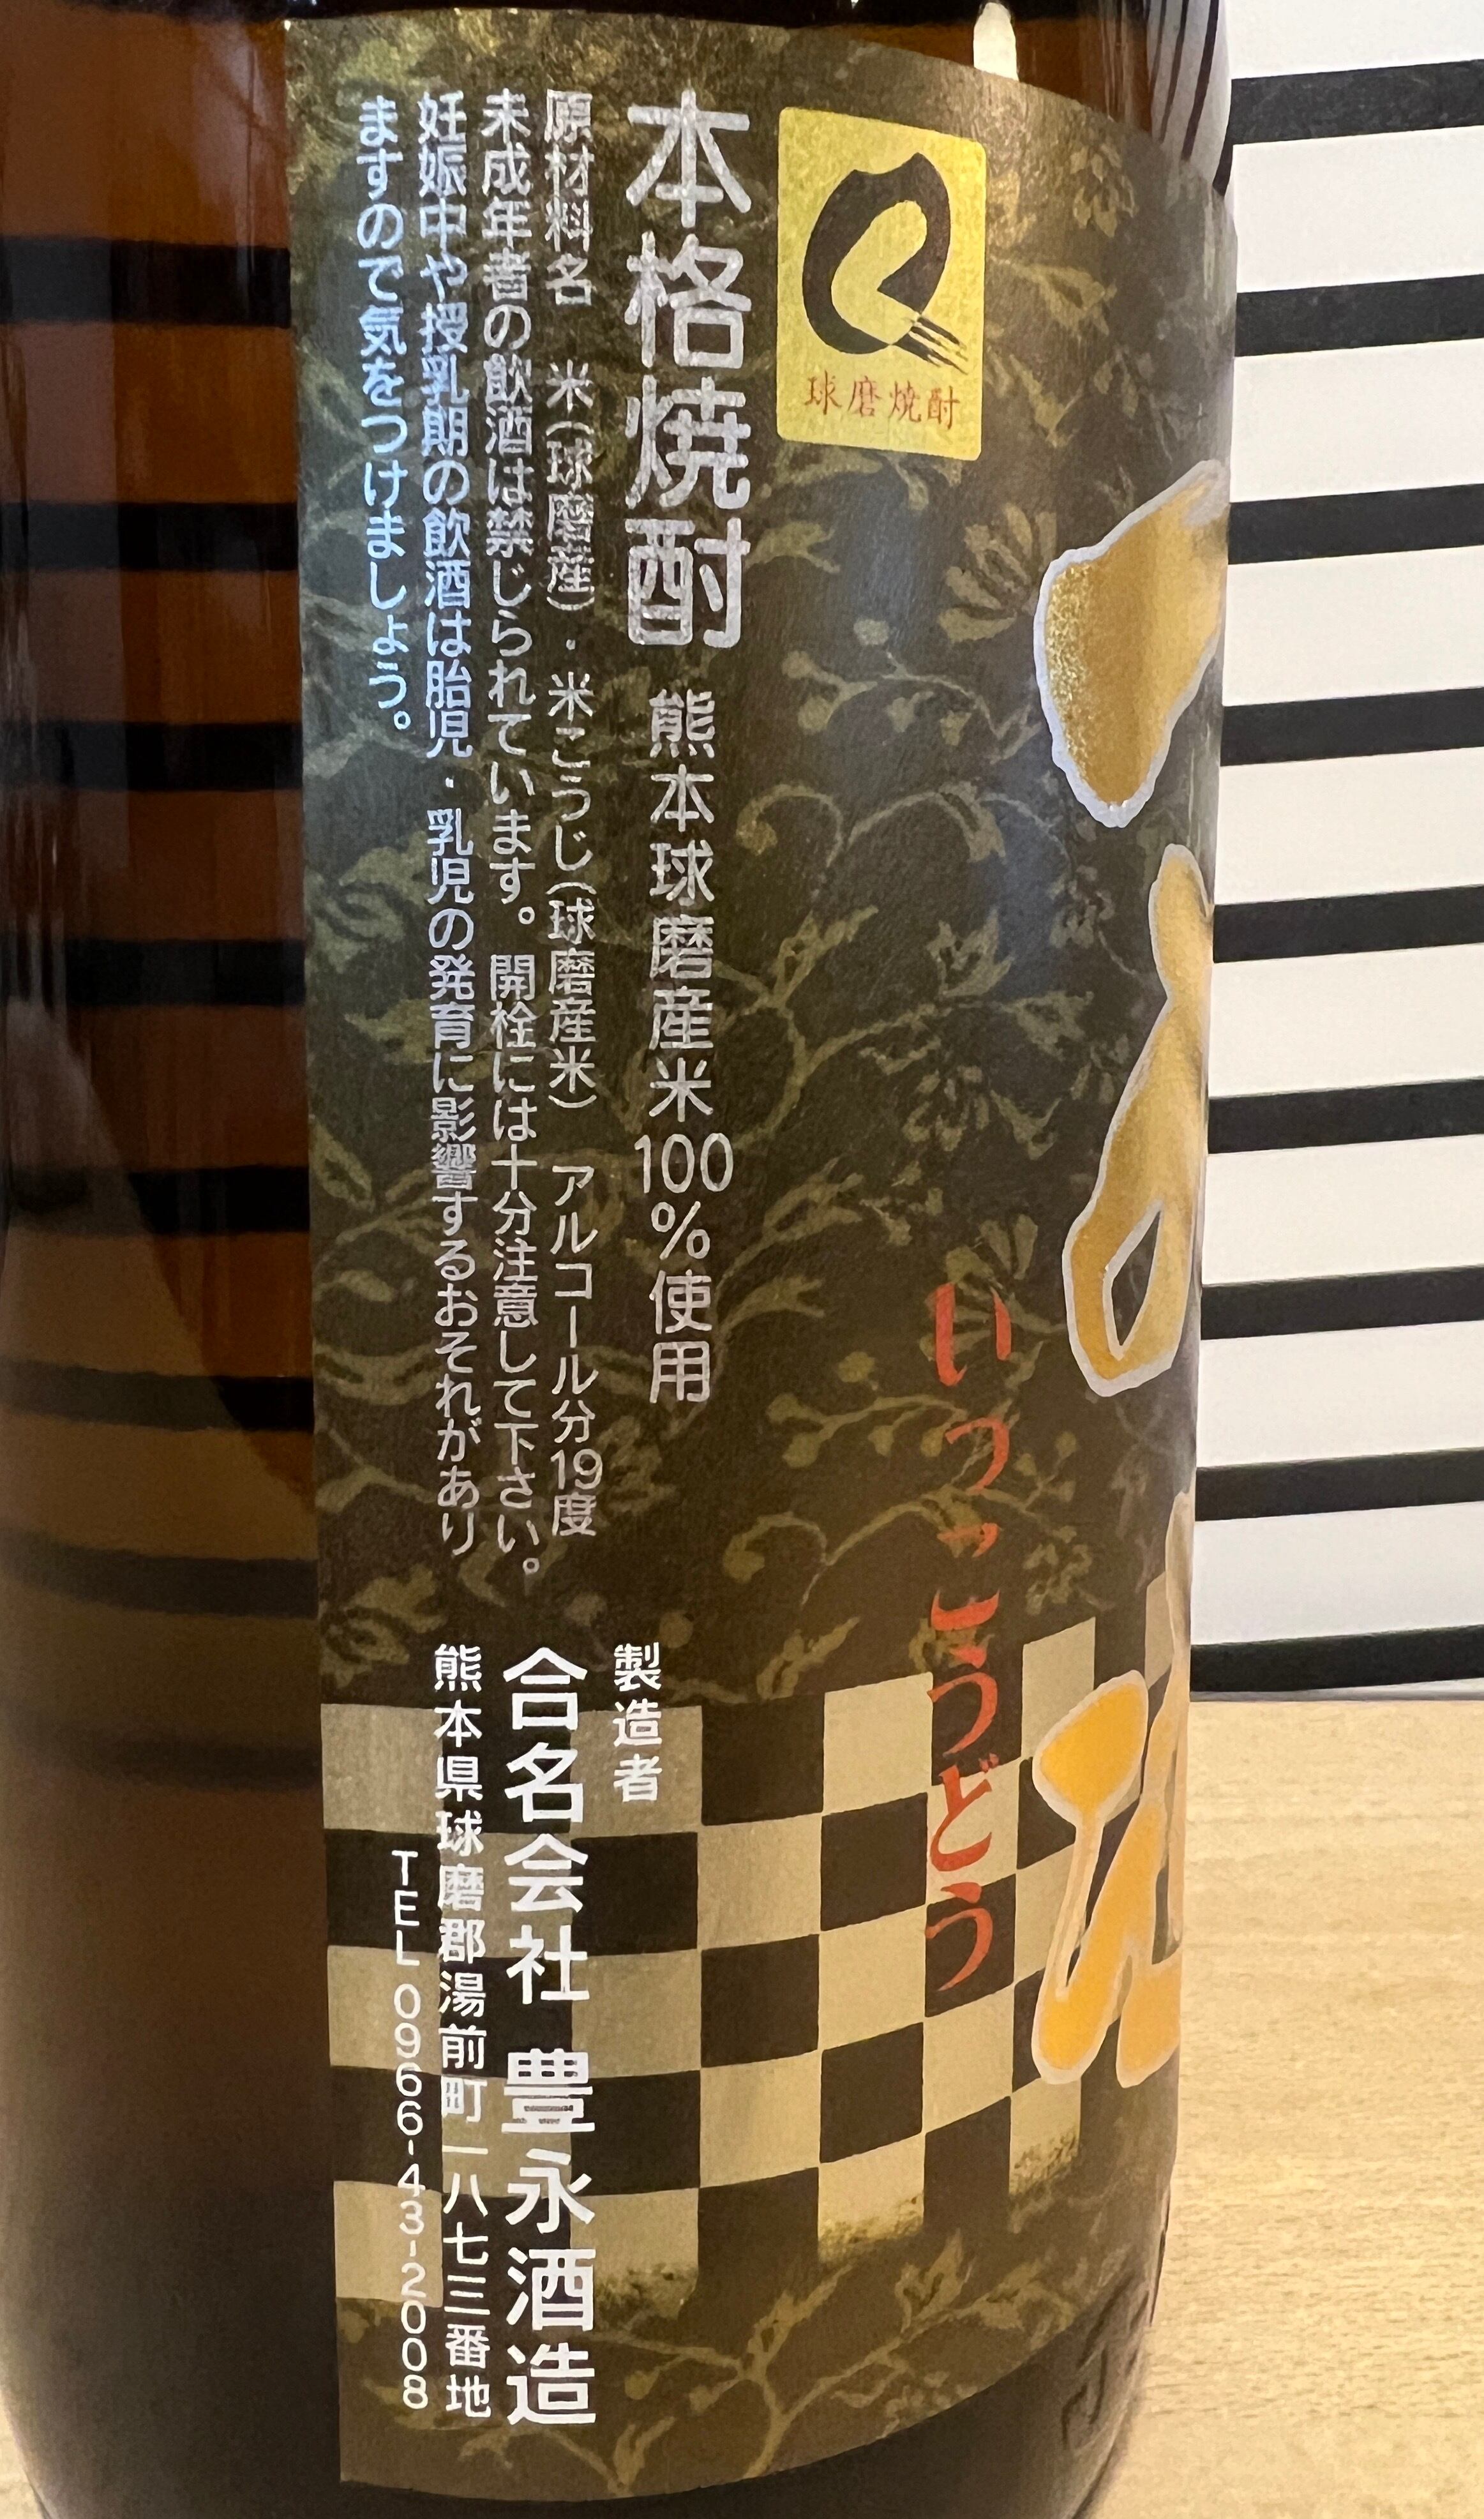 球磨焼酎
いっこうどう
本格焼酎 熊本球磨産米100%使用
原材料名 米(球磨産)・米こうじ(球磨産米) アルコール分19度
未成年者の飲酒は禁じられています。開栓には十分注意して下さい。
妊娠中や授乳期の飲酒は胎児・乳児の発育に影響するおそれがあり
ますので気をつけましょう。
製造者
合名会社 豊永酒造
熊本県球磨郡湯前町一八七三番地
TEL 0966-43-2008